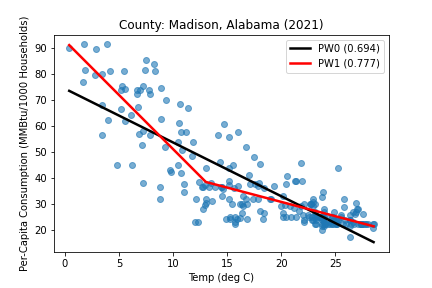 County: Madison, Alabama (2021)
PW0 (0.694)
PW1 (0.777)
Per-Capita Consumption (MMBtu/1000 Households)
90
80
70
60
50
40
30
20
0 5 10 15 20 25
Temp (deg C)